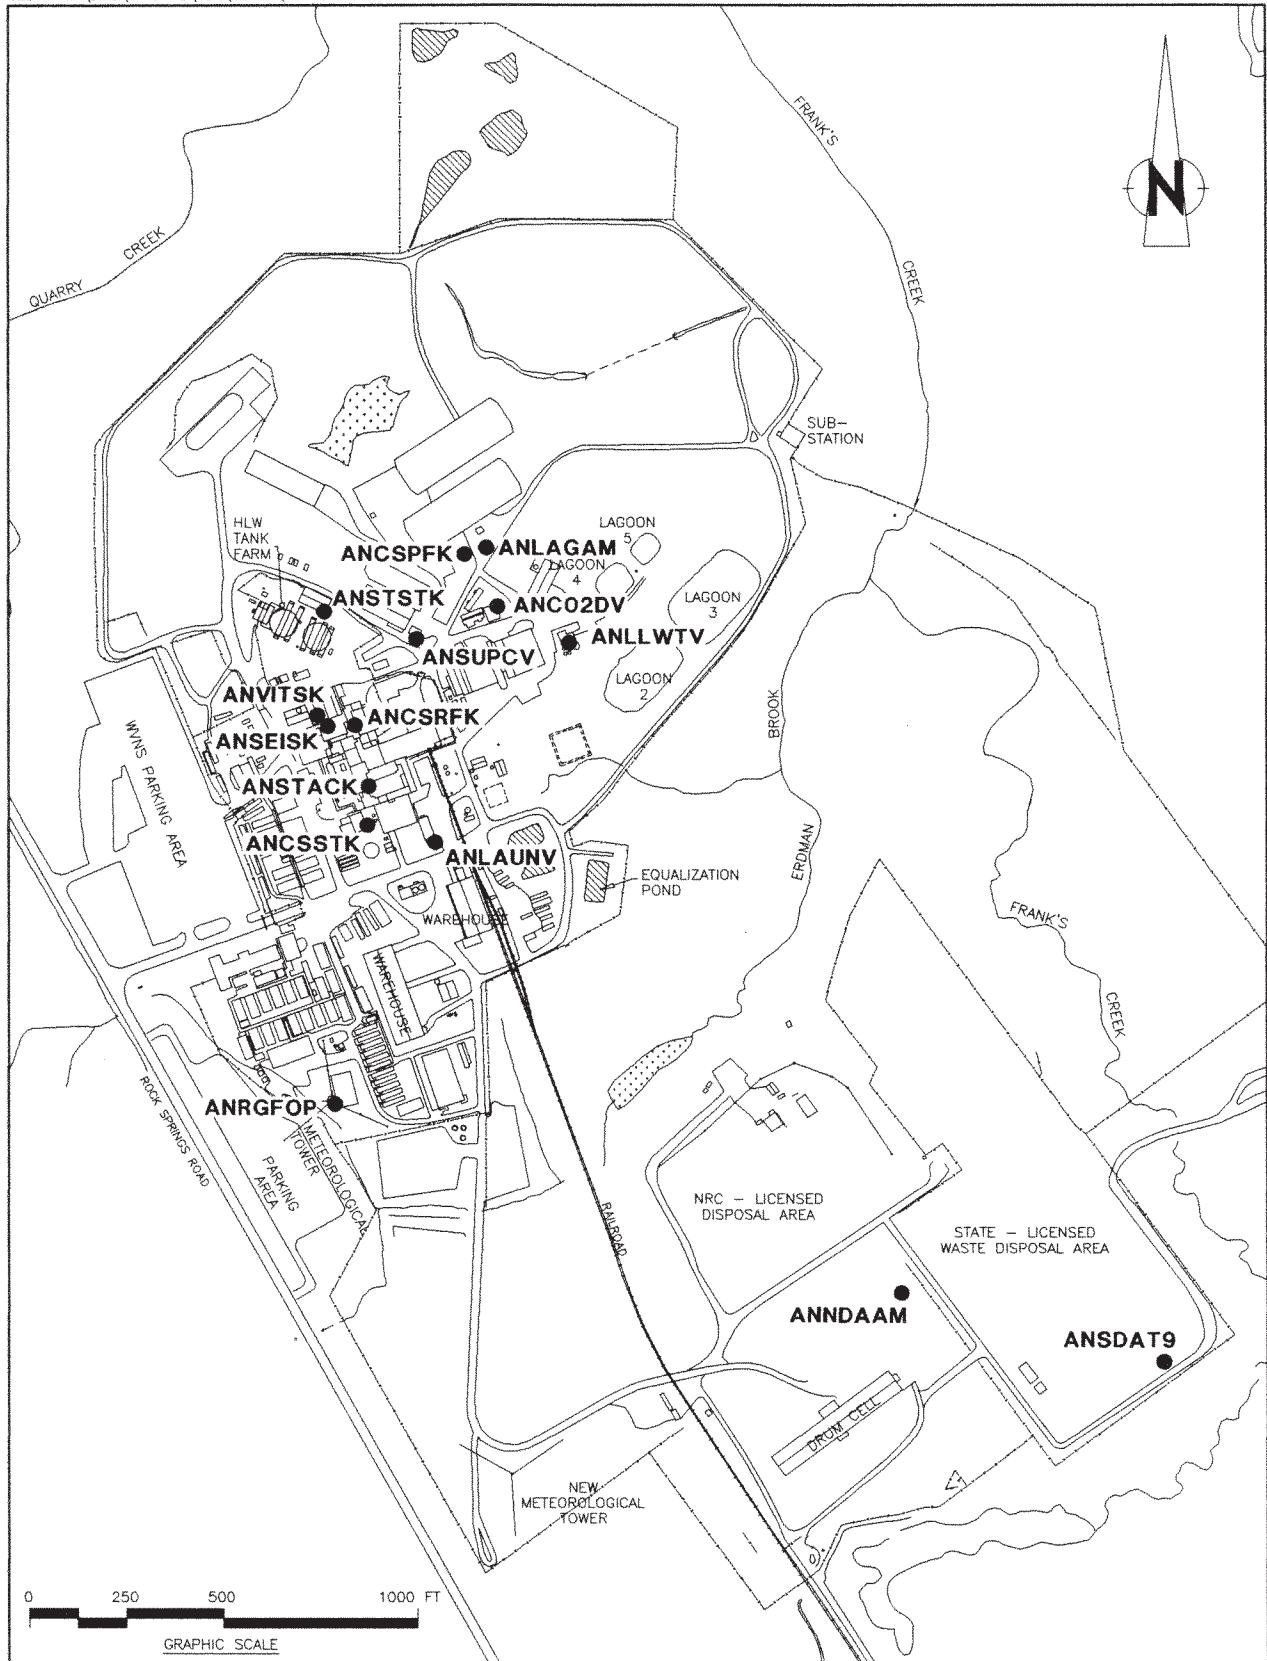 FRANK'S
CREEK
N
QUARRY
CREEK
SUB-
STATION
HLW
TANK
FARM
LAGOON
5
ANCSPFK
ANLAGAM
LAGOON
4
ANSTSTK
ANC02DV
LAGOON
3
ANLLWTV
ANSUPCV
LAGOON
2
ANVITSK
ANCSRFK
ANSEISK
BROOK
WVNS PARKING AREA
ANSTACK
ANCSSTK
ANLAUNV
ERDMAN
EQUALIZATION
POND
WAREHOUSE
FRANK'S
CREEK
WAREHOUSE
ROCK SPRINGS ROAD
ANRGFOP
METEOROLOGICAL
TOWER
PARKING
AREA
RAILROAD
NRC – LICENSED
DISPOSAL AREA
STATE – LICENSED
WASTE DISPOSAL AREA
ANNDAAM
ANSDAT9
DRUM CELL
NEW
METEOROLOGICAL
TOWER
0 250 500 1000 FT
GRAPHIC SCALE